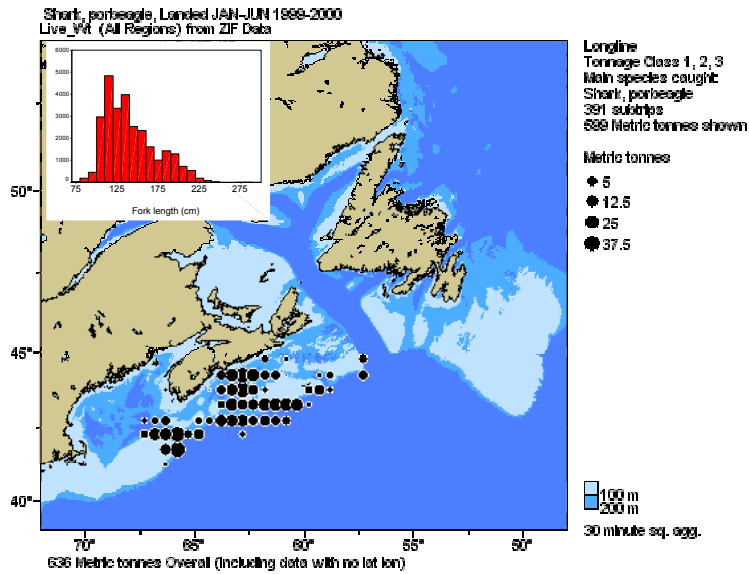 Shark, porbeagle, Landed JAN-JUN 1999-2000
Live_Wt (All Regions) from ZIF Data
6000
5000
4000
3000
2000
1000
0
75 125 175 225 275
Fork length (cm)
Longline
Tonnage Class 1, 2, 3
Main species caught:
Shark, porbeagle
391 subtrips
599 Metric tonnes shown
Metric tonnes
5
12.5
25
37.5
50°
45°
40°
70° 65° 60° 55° 50°
100 m
200 m
30 minute sq. agg.
636 Metric tonnes Overall (including data with no lat lon)